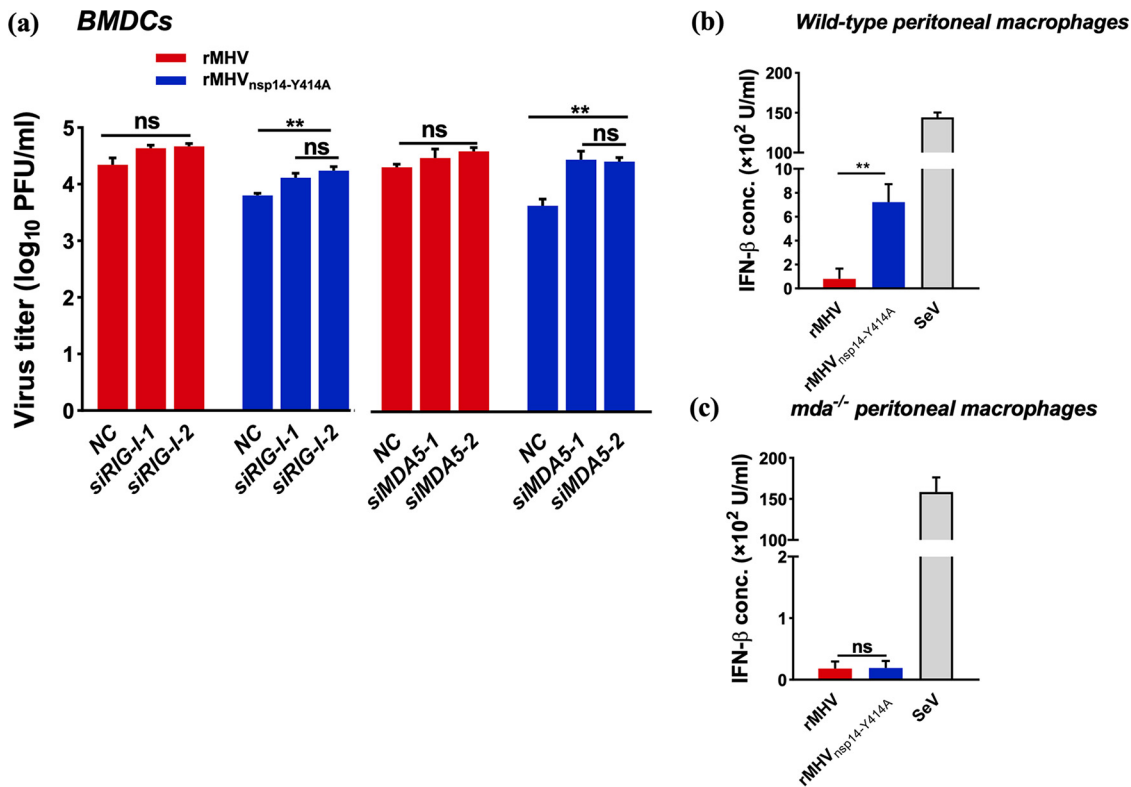 (a) BMDCs
rMHV
rMHVnsp14-Y414A
Virus titer (log10 PFU/ml)
5
4
3
2
1
0
ns
**
ns
ns
**
ns
NC
siRIG-I-1
siRIG-I-2
NC
siRIG-I-1
siRIG-I-2
NC
siMDA5-1
siMDA5-2
NC
siMDA5-1
siMDA5-2
(b) Wild-type peritoneal macrophages
IFN-β conc. (×10² U/ml)
200
150
100
10
8
6
4
2
0
**
rMHV
rMHVnsp14-Y414A
SeV
(c) mda-/- peritoneal macrophages
IFN-β conc. (×10² U/ml)
200
150
100
2
1
0
ns
rMHV
rMHVnsp14-Y414A
SeV